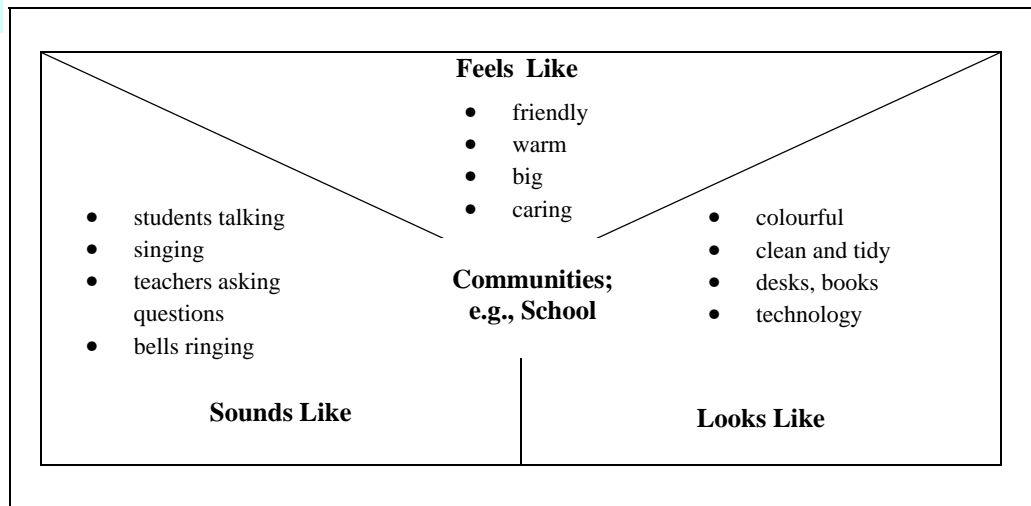 Feels Like
• friendly
• warm
• big
• caring
• students talking
• singing
• teachers asking
questions
• bells ringing
Sounds Like
Communities;
e.g., School
• colourful
• clean and tidy
• desks, books
• technology
Looks Like